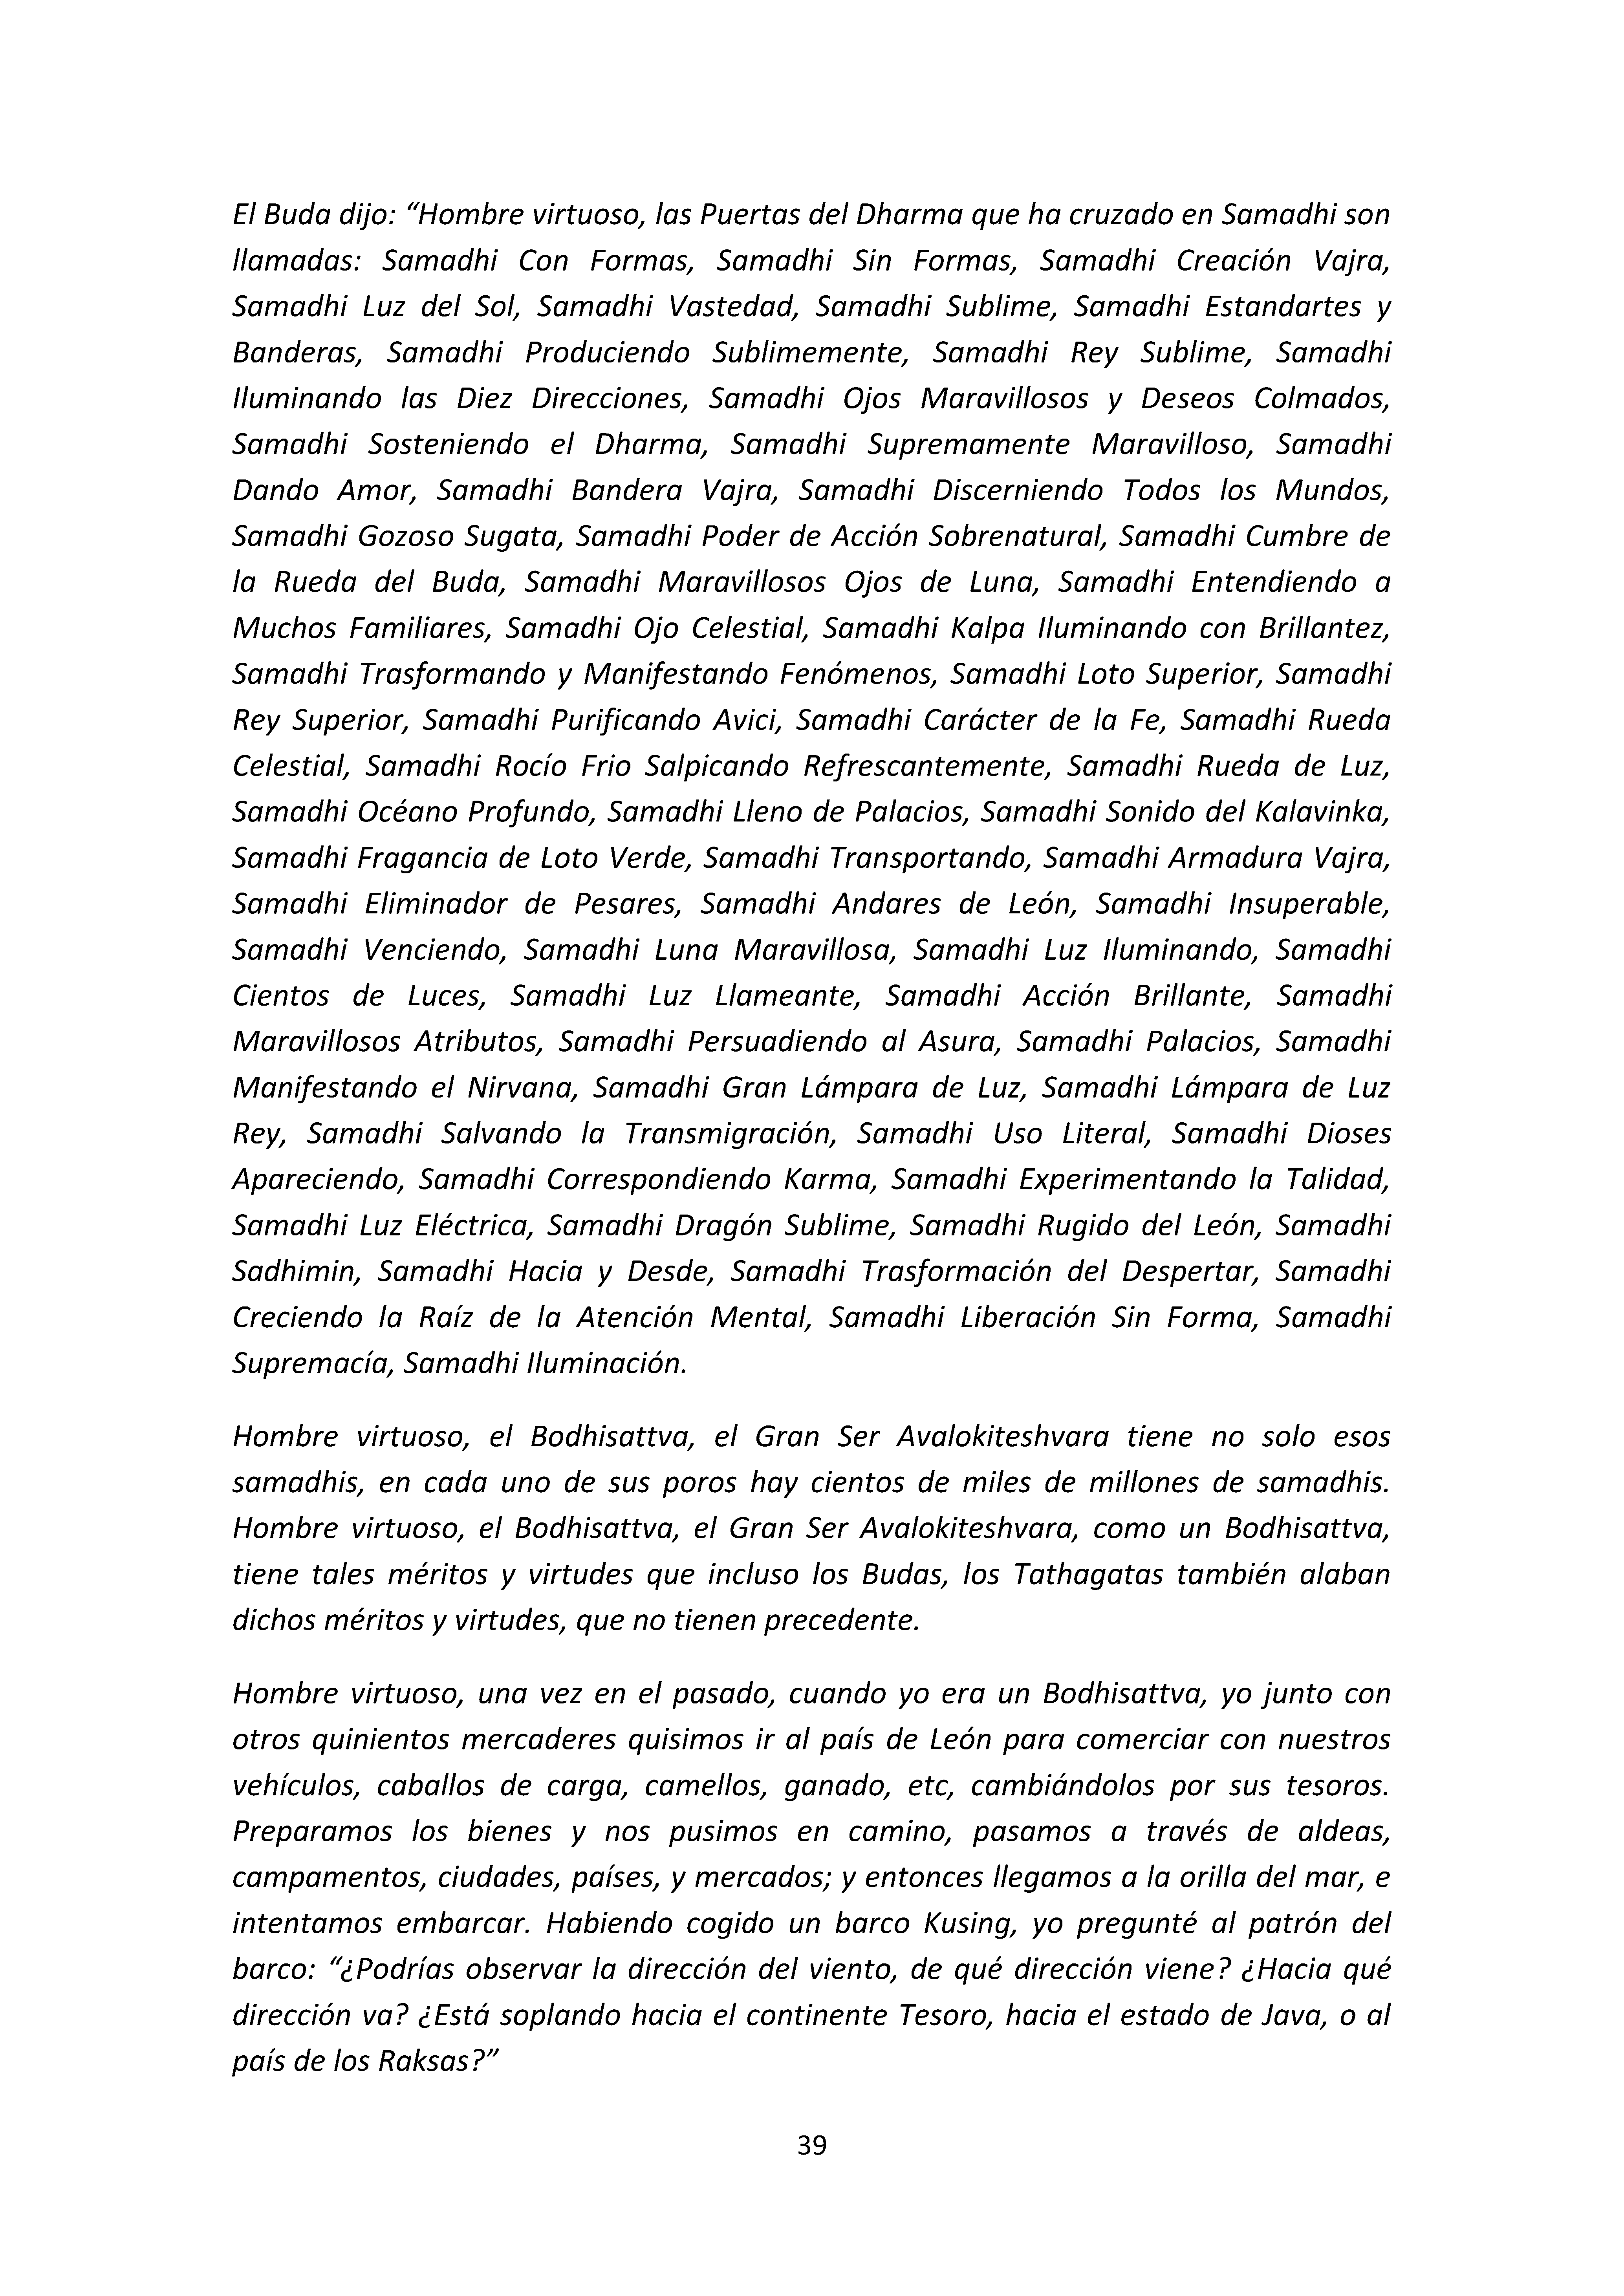 El Buda dijo: “Hombre virtuoso, las Puertas del Dharma que ha cruzado en Samadhi son
llamadas: Samadhi Con Formas, Samadhi Sin Formas, Samadhi Creación Vajra,
Samadhi Luz del Sol, Samadhi Vastedad, Samadhi Sublime, Samadhi Estandartes y
Banderas, Samadhi Produciendo Sublimemente, Samadhi Rey Sublime, Samadhi
Iluminando las Diez Direcciones, Samadhi Ojos Maravillosos y Deseos Colmados,
Samadhi Sosteniendo el Dharma, Samadhi Supremamente Maravilloso, Samadhi
Dando Amor, Samadhi Bandera Vajra, Samadhi Discerniendo Todos los Mundos,
Samadhi Gozoso Sugata, Samadhi Poder de Acción Sobrenatural, Samadhi Cumbre de
la Rueda del Buda, Samadhi Maravillosos Ojos de Luna, Samadhi Entendiendo a
Muchos Familiares, Samadhi Ojo Celestial, Samadhi Kalpa Iluminando con Brillantez,
Samadhi Trasformando y Manifestando Fenómenos, Samadhi Loto Superior, Samadhi
Rey Superior, Samadhi Purificando Avici, Samadhi Carácter de la Fe, Samadhi Rueda
Celestial, Samadhi Rocío Frio Salpicando Refrescantemente, Samadhi Rueda de Luz,
Samadhi Océano Profundo, Samadhi Lleno de Palacios, Samadhi Sonido del Kalavinka,
Samadhi Fragancia de Loto Verde, Samadhi Transportando, Samadhi Armadura Vajra,
Samadhi Eliminador de Pesares, Samadhi Andares de León, Samadhi Insuperable,
Samadhi Venciendo, Samadhi Luna Maravillosa, Samadhi Luz Iluminando, Samadhi
Cientos de Luces, Samadhi Luz Llameante, Samadhi Acción Brillante, Samadhi
Maravillosos Atributos, Samadhi Persuadiendo al Asura, Samadhi Palacios, Samadhi
Manifestando el Nirvana, Samadhi Gran Lámpara de Luz, Samadhi Lámpara de Luz
Rey, Samadhi Salvando la Transmigración, Samadhi Uso Literal, Samadhi Dioses
Apareciendo, Samadhi Correspondiendo Karma, Samadhi Experimentando la Talidad,
Samadhi Luz Eléctrica, Samadhi Dragón Sublime, Samadhi Rugido del León, Samadhi
Sadhimin, Samadhi Hacia y Desde, Samadhi Trasformación del Despertar, Samadhi
Creciendo la Raíz de la Atención Mental, Samadhi Liberación Sin Forma, Samadhi
Supremacía, Samadhi Iluminación.
Hombre virtuoso, el Bodhisattva, el Gran Ser Avalokiteshvara tiene no solo esos
samadhis, en cada uno de sus poros hay cientos de miles de millones de samadhis.
Hombre virtuoso, el Bodhisattva, el Gran Ser Avalokiteshvara, como un Bodhisattva,
tiene tales méritos y virtudes que incluso los Budas, los Tathagatas también alaban
dichos méritos y virtudes, que no tienen precedente.
Hombre virtuoso, una vez en el pasado, cuando yo era un Bodhisattva, yo junto con
otros quinientos mercaderes quisimos ir al país de León para comerciar con nuestros
vehículos, caballos de carga, camellos, ganado, etc, cambiándolos por sus tesoros.
Preparamos los bienes y nos pusimos en camino, pasamos a través de aldeas,
campamentos, ciudades, países, y mercados; y entonces llegamos a la orilla del mar, e
intentamos embarcar. Habiendo cogido un barco Kusing, yo pregunté al patrón del
barco: “¿Podrías observar la dirección del viento, de qué dirección viene? ¿Hacia qué
dirección va? ¿Está soplando hacia el continente Tesoro, hacia el estado de Java, o al
país de los Raksas?”
39